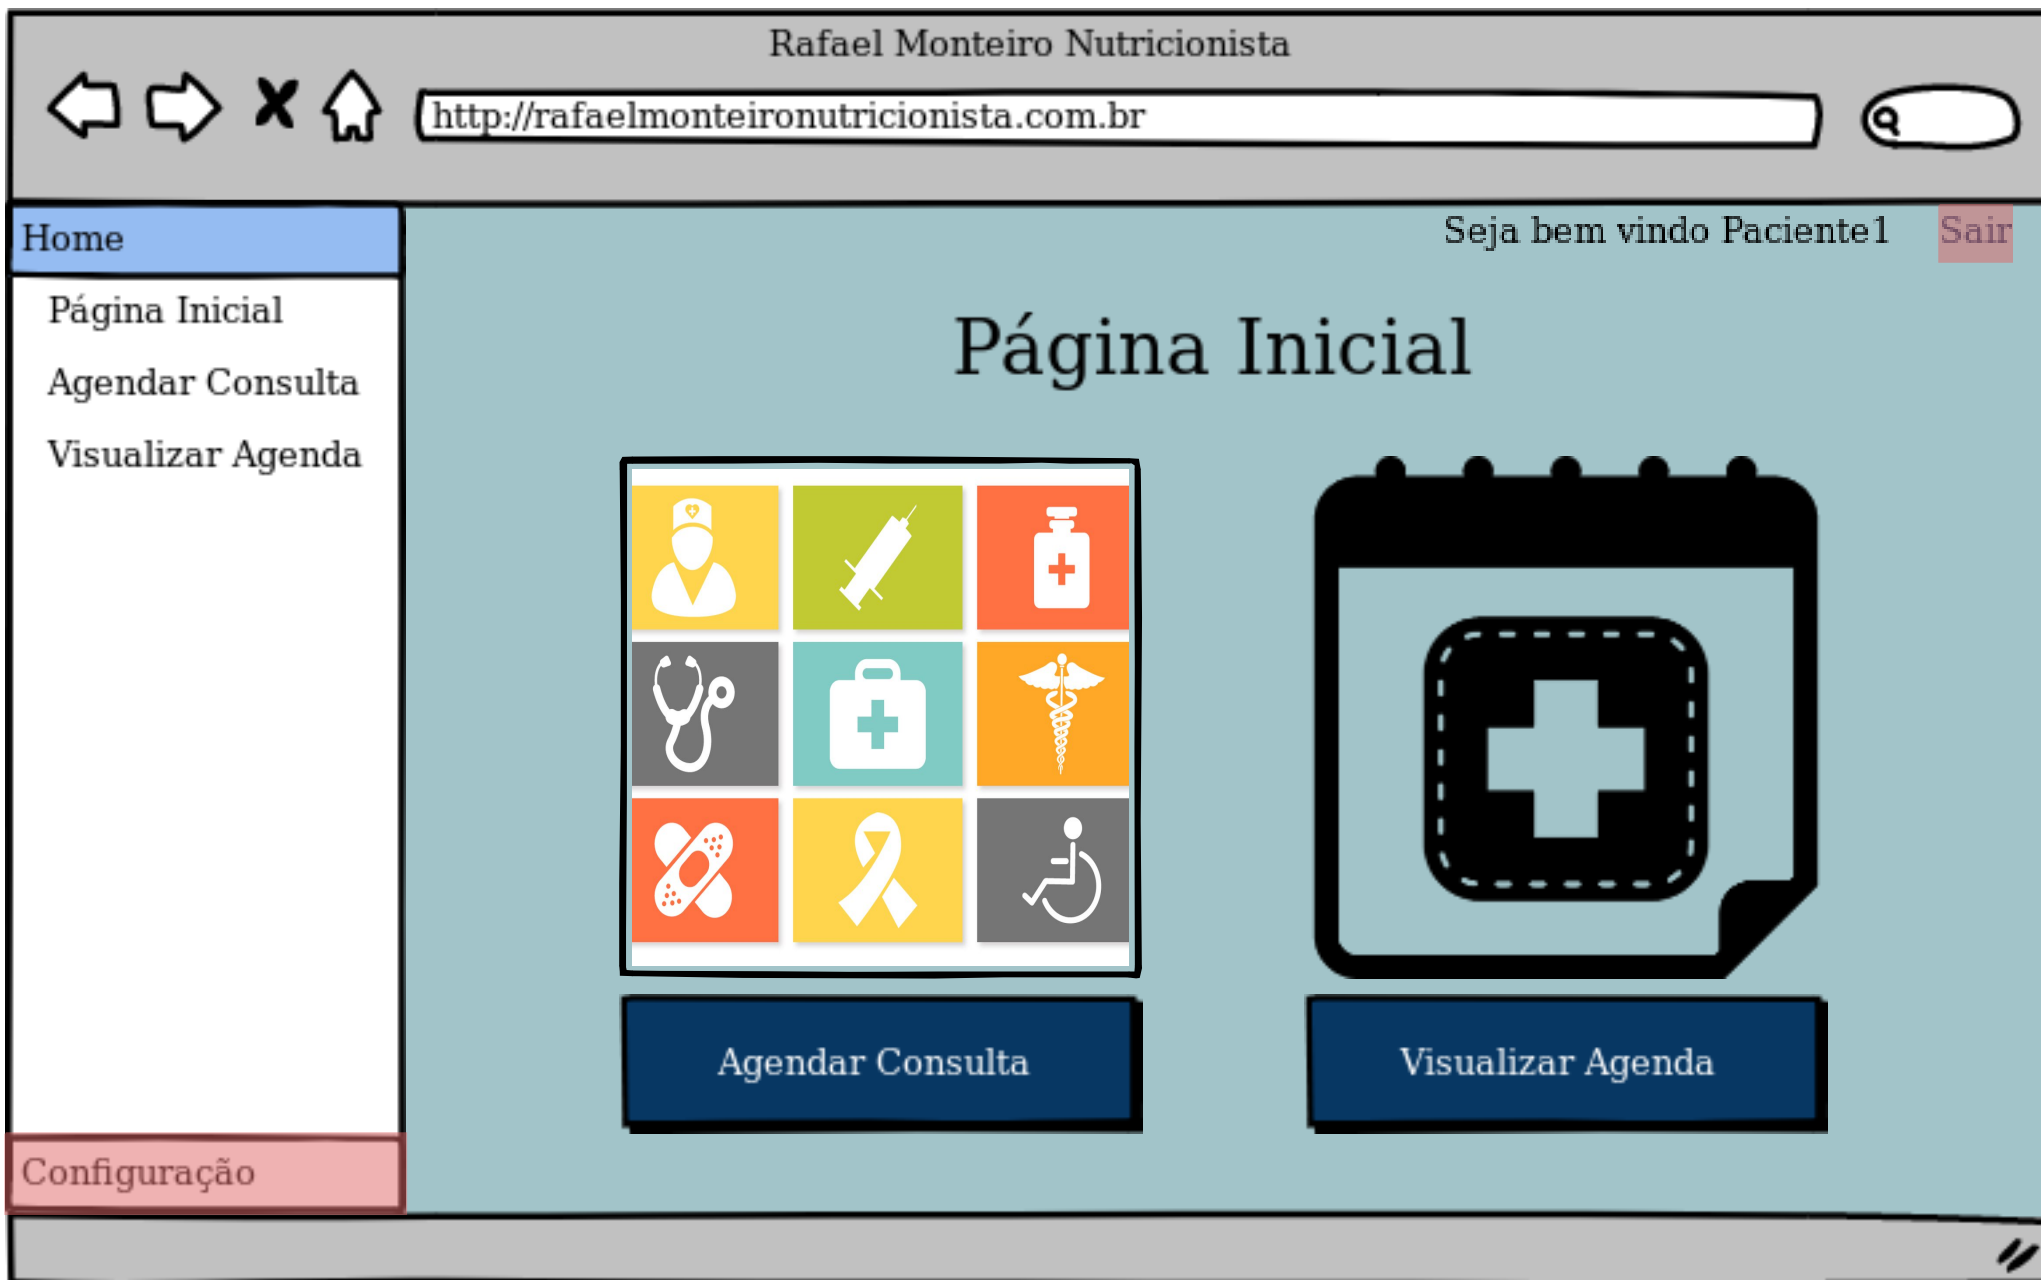 Rafael Monteiro Nutricionista
http://rafaelmonteironutricionista.com.br
Home
Seja bem vindo Paciente1
Sair
Página Inicial
Agendar Consulta
Visualizar Agenda
Página Inicial
Agendar Consulta
Visualizar Agenda
Configuração